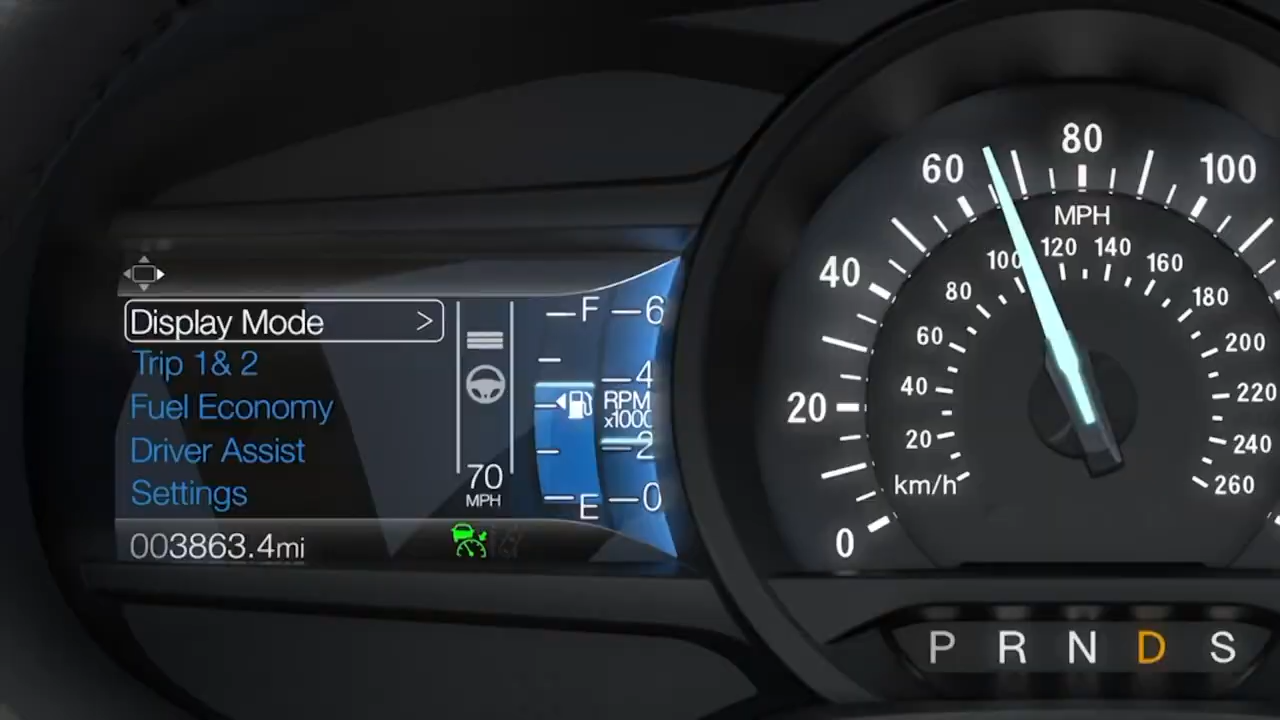 Display Mode >
Trip 1& 2
Fuel Economy
Driver Assist
Settings
003863.4mi
70
MPH
F
E
6
4
RPM
x1000
2
0
0
20
40
60
80
100
MPH
km/h
20
40
60
80
100
120
140
160
180
200
220
240
260
P R N D S